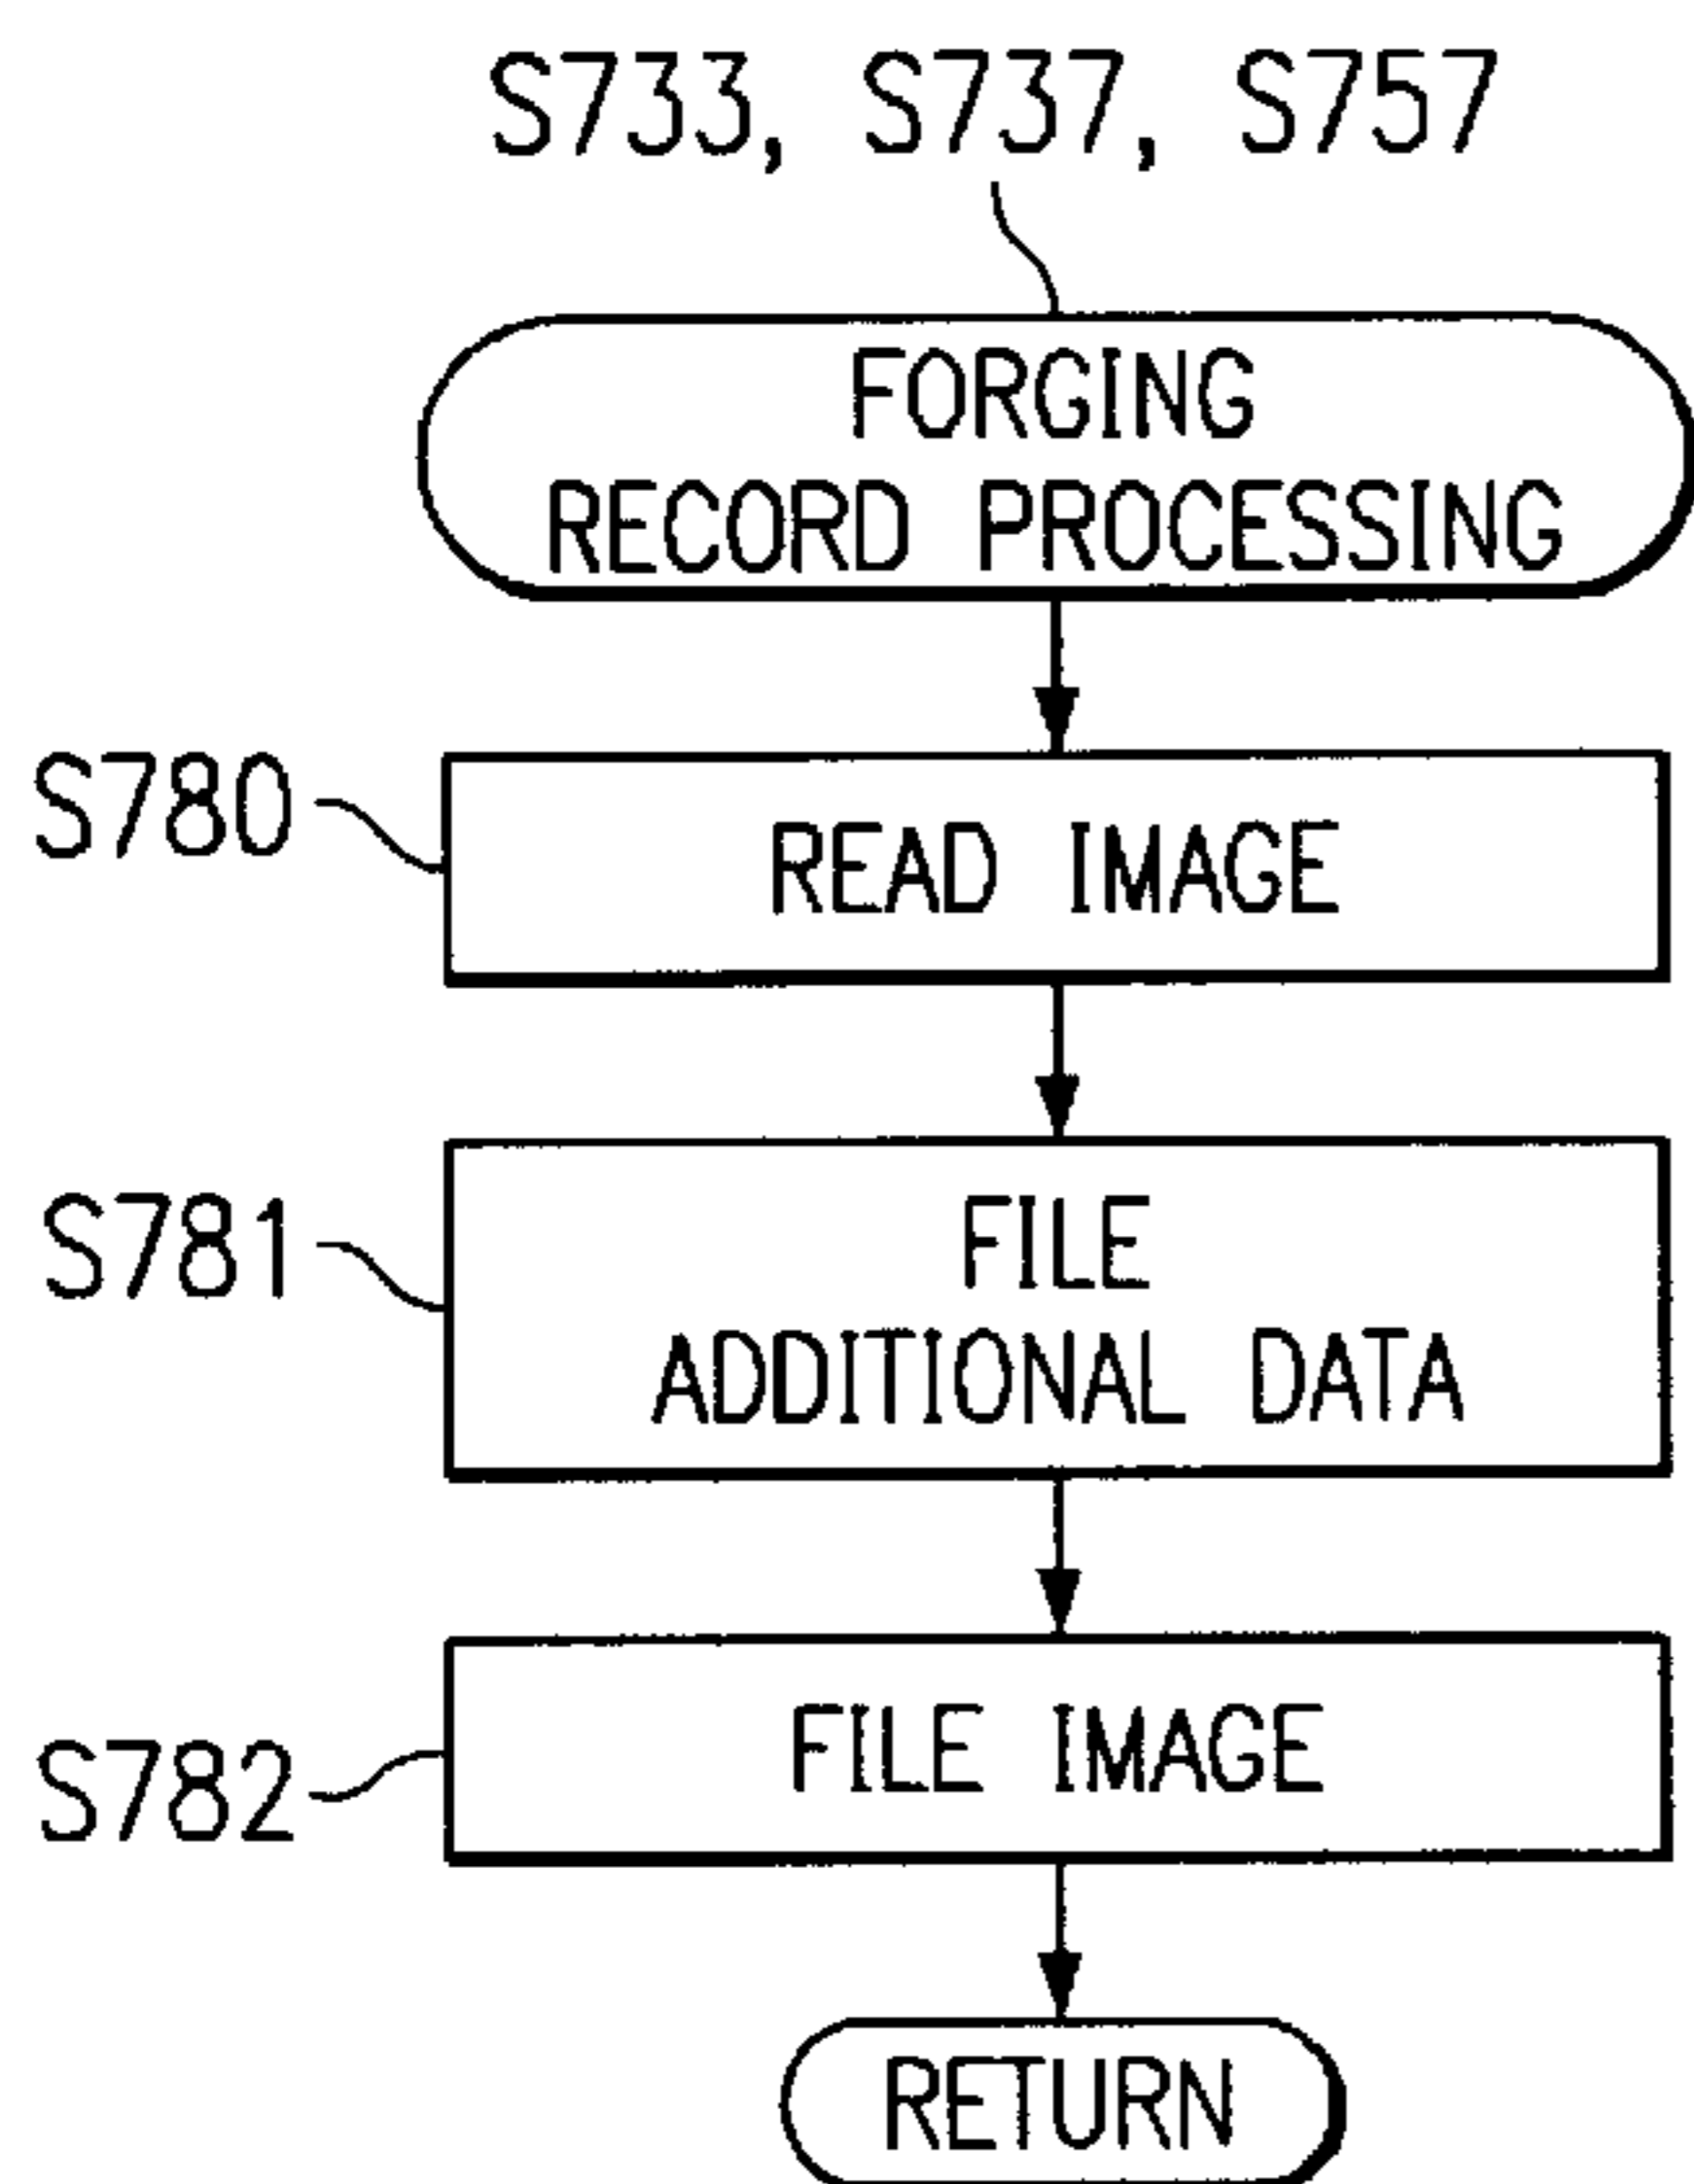 S733, S737, S757
FORGING
RECORD PROCESSING
S780
READ IMAGE
S781
FILE
ADDITIONAL DATA
S782
FILE IMAGE
RETURN